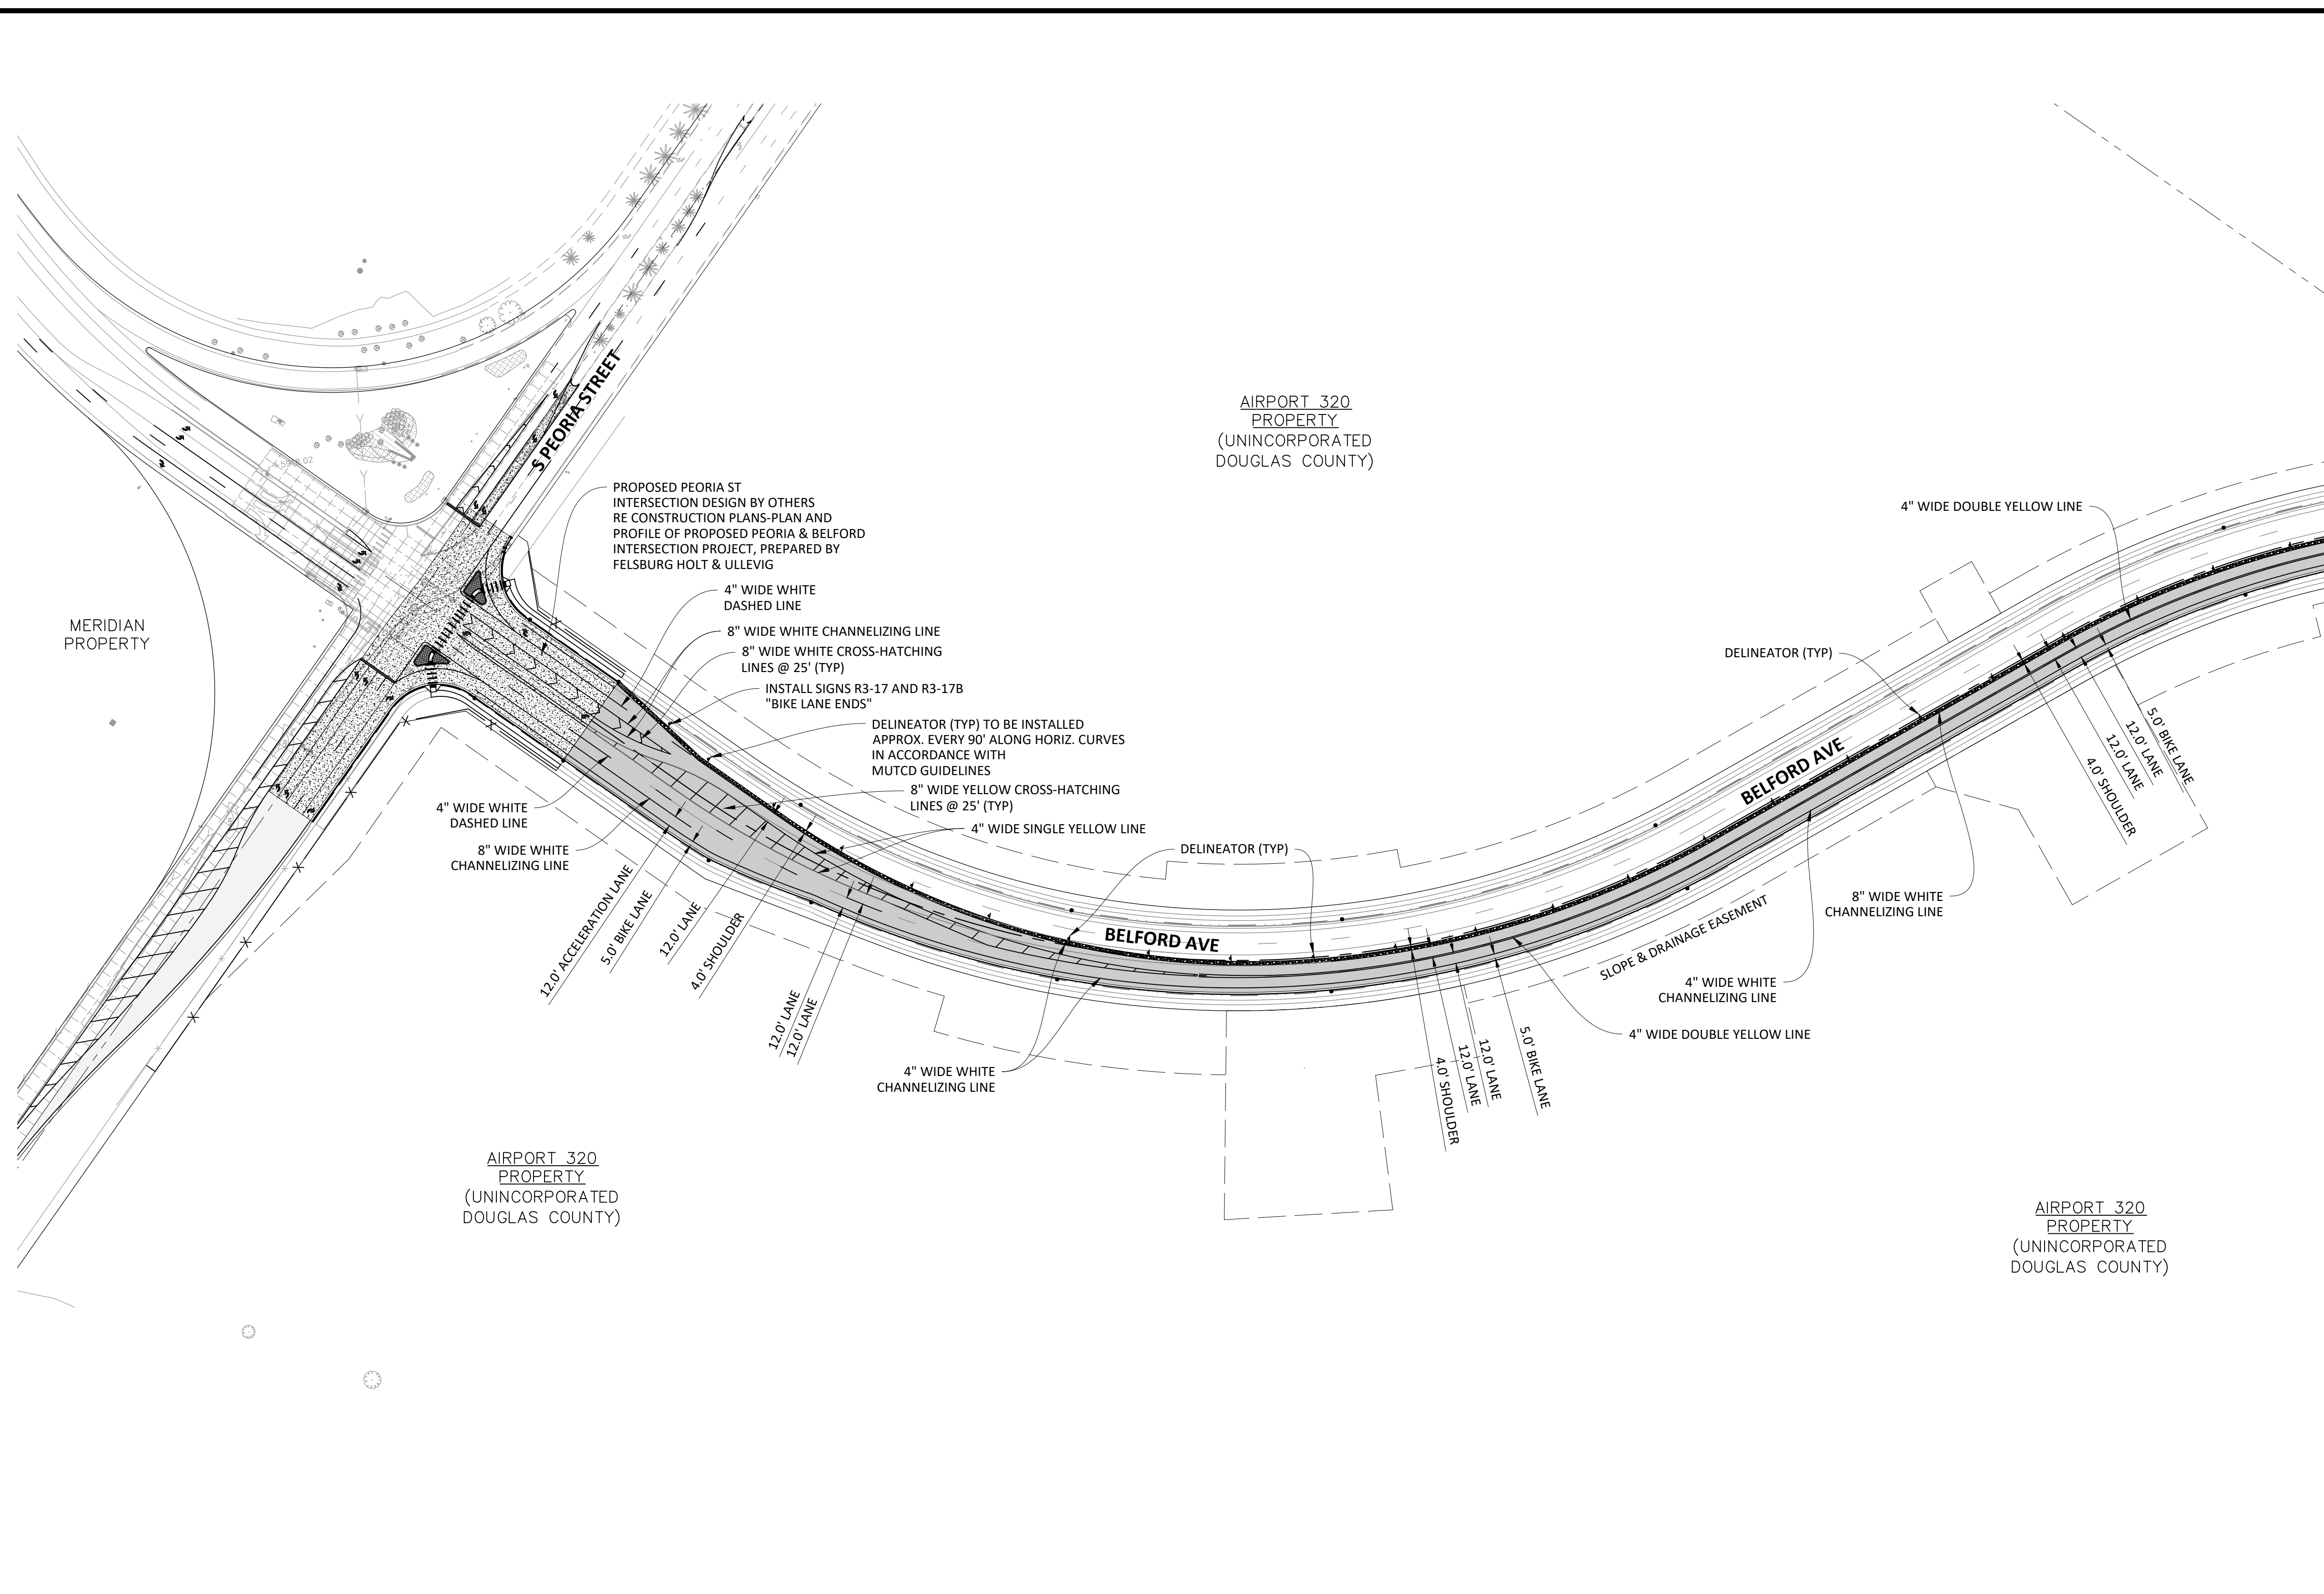 S PEORIA STREET
AIRPORT 320
PROPERTY
(UNINCORPORATED
DOUGLAS COUNTY)
PROPOSED PEORIA ST
INTERSECTION DESIGN BY OTHERS
RE CONSTRUCTION PLANS-PLAN AND
PROFILE OF PROPOSED PEORIA & BELFORD
INTERSECTION PROJECT, PREPARED BY
FELSBURG HOLT & ULLEVIG
4" WIDE WHITE
DASHED LINE
8" WIDE WHITE CHANNELIZING LINE
8" WIDE WHITE CROSS-HATCHING
LINES @ 25' (TYP)
INSTALL SIGNS R3-17 AND R3-17B
"BIKE LANE ENDS"
DELINEATOR (TYP) TO BE INSTALLED
APPROX. EVERY 90' ALONG HORIZ. CURVES
IN ACCORDANCE WITH
MUTCD GUIDELINES
8" WIDE YELLOW CROSS-HATCHING
LINES @ 25' (TYP)
4" WIDE SINGLE YELLOW LINE
DELINEATOR (TYP)
MERIDIAN
PROPERTY
4" WIDE WHITE
DASHED LINE
8" WIDE WHITE
CHANNELIZING LINE
12.0' ACCELERATION LANE
5.0' BIKE LANE
12.0' LANE
4.0' SHOULDER
12.0' LANE
12.0' LANE
BELFORD AVE
4" WIDE WHITE
CHANNELIZING LINE
4.0' SHOULDER
12.0' LANE
12.0' LANE
5.0' BIKE LANE
4" WIDE DOUBLE YELLOW LINE
DELINEATOR (TYP)
BELFORD AVE
SLOPE & DRAINAGE EASEMENT
4.0' SHOULDER
12.0' LANE
12.0' LANE
5.0' BIKE LANE
8" WIDE WHITE
CHANNELIZING LINE
4" WIDE WHITE
CHANNELIZING LINE
4" WIDE DOUBLE YELLOW LINE
AIRPORT 320
PROPERTY
(UNINCORPORATED
DOUGLAS COUNTY)
AIRPORT 320
PROPERTY
(UNINCORPORATED
DOUGLAS COUNTY)